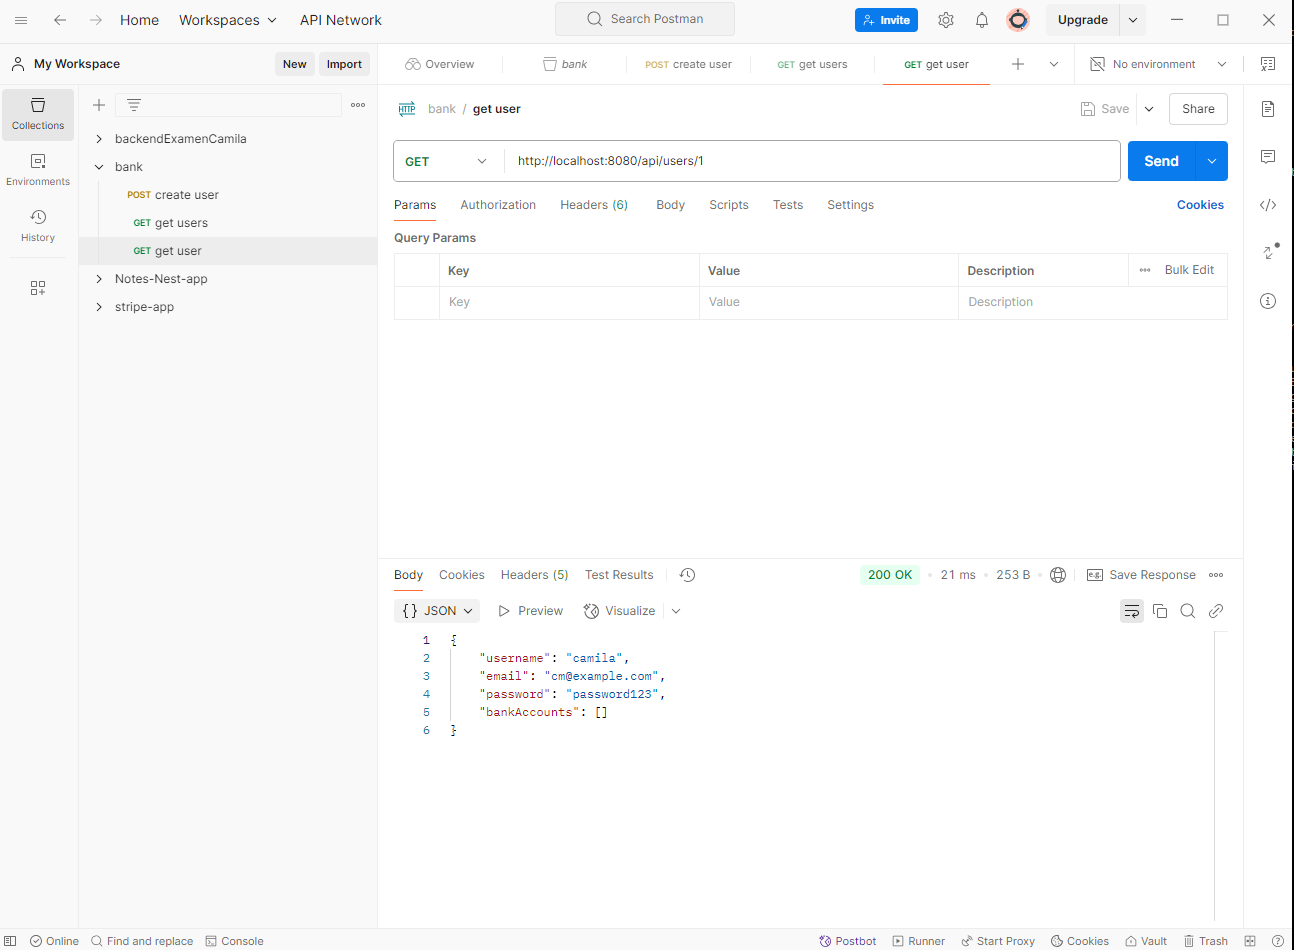 Home Workspaces API Network Search Postman Invite Upgrade
My Workspace New Import Overview bank POST create user GET get users GET get user No environment
Collections
Environments
History
backendExamenCamila
bank
POST create user
GET get users
GET get user
Notes-Nest-app
stripe-app
HTTP bank / get user Save Share
GET http://localhost:8080/api/users/1 Send
Params Authorization Headers (6) Body Scripts Tests Settings Cookies
Query Params
Key Value Description Bulk Edit
Key Value Description
Body Cookies Headers (5) Test Results 200 OK 21 ms 253 B e.g. Save Response
{} JSON Preview Visualize
1 {
2 "username": "camila",
3 "email": "cm@example.com",
4 "password": "password123",
5 "bankAccounts": []
6 }
Online Find and replace Console Postbot Runner Start Proxy Cookies Vault Trash